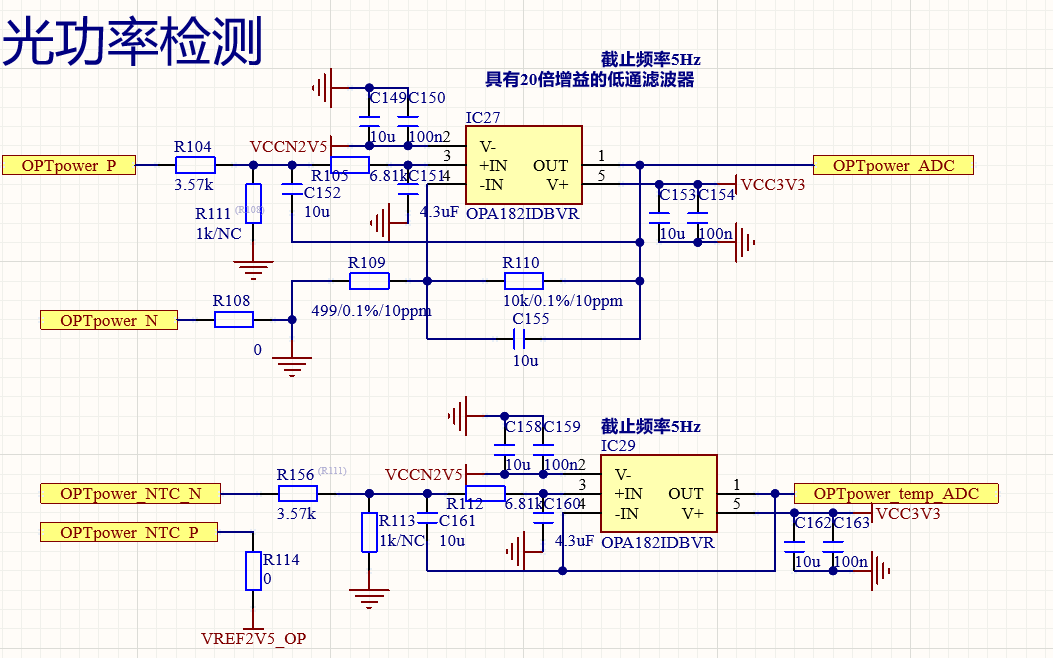 光功率检测
截止频率5Hz
具有20倍增益的低通滤波器
C149 C150
10u 100n
IC27
VCCN2V5
2 V-
3 +IN OUT 1
4 -IN V+ 5
OPA182IDBVR
OPTpower_P
R104
3.57k
R105 6.81k
C151
4.3uF
R111 (R108)
1k/NC
C152
10u
OPTpower_ADC
VCC3V3
C153 C154
10u 100n
R109
499/0.1%/10ppm
R110
10k/0.1%/10ppm
C155
10u
OPTpower_N
R108
0
截止频率5Hz
C158 C159
10u 100n
IC29
VCCN2V5
2 V-
3 +IN OUT 1
4 -IN V+ 5
OPA182IDBVR
OPTpower_NTC_N
R156 (R111)
3.57k
R112 6.81k
C160
4.3uF
R113
1k/NC
C161
10u
OPTpower_temp_ADC
VCC3V3
C162 C163
10u 100n
OPTpower_NTC_P
R114
0
VREF2V5_OP